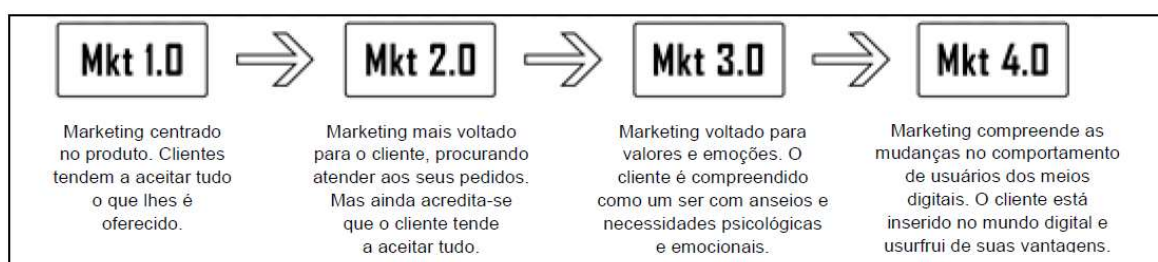 Mkt 1.0
Mkt 2.0
Mkt 3.0
Mkt 4.0
Marketing centrado
no produto. Clientes
tendem a aceitar tudo
o que lhes é
oferecido.
Marketing mais voltado
para o cliente, procurando
atender aos seus pedidos.
Mas ainda acredita-se
que o cliente tende
a aceitar tudo.
Marketing voltado para
valores e emoções. O
cliente é compreendido
como um ser com anseios e
necessidades psicológicas
e emocionais.
Marketing compreende as
mudanças no comportamento
de usuários dos meios
digitais. O cliente está
inserido no mundo digital e
usurfrui de suas vantagens.